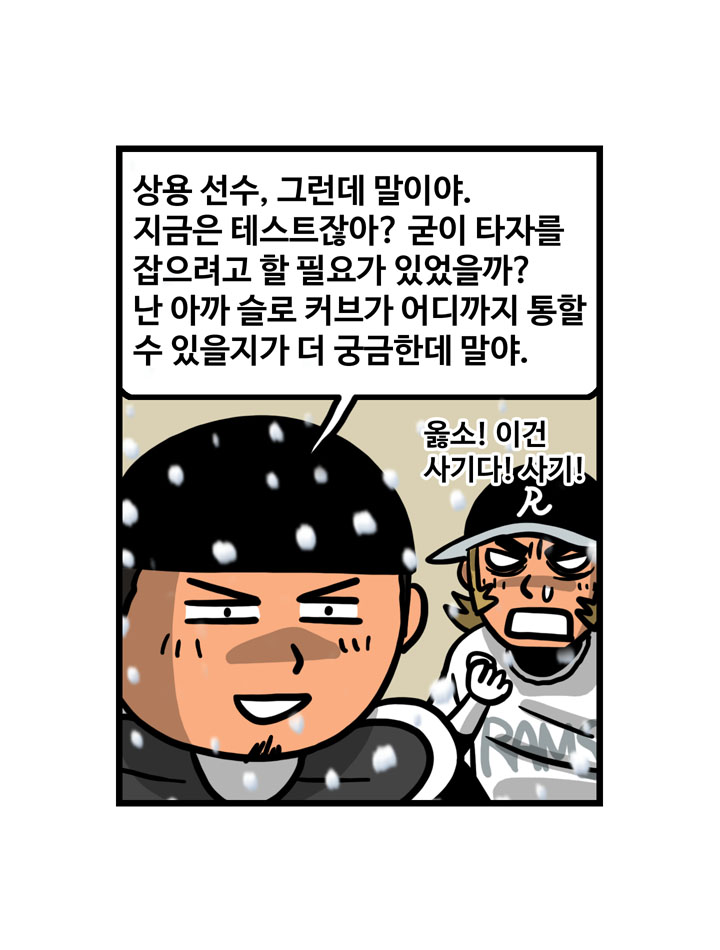 상용 선수, 그런데 말이야.
지금은 테스트잖아? 굳이 타자를
잡으려고 할 필요가 있었을까?
난 아까 슬로 커브가 어디까지 통할
수 있을지가 더 궁금한데 말야.
옳소! 이건
사기다! 사기!
R
RAMS